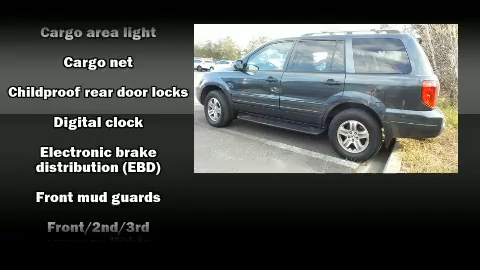 Cargo area light
Cargo net
Childproof rear door locks
Digital clock
Electronic brake
distribution (EBD)
Front mud guards
Front/2nd/3rd